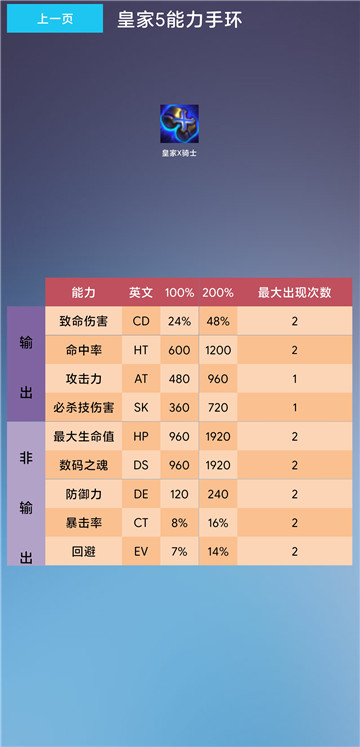 上一页 皇家5能力手环
皇家X骑士
能力 英文 100% 200% 最大出现次数
输出
致命伤害 CD 24% 48% 2
命中率 HT 600 1200 2
攻击力 AT 480 960 1
必杀技伤害 SK 360 720 1
非输出
最大生命值 HP 960 1920 2
数码之魂 DS 960 1920 2
防御力 DE 120 240 2
暴击率 CT 8% 16% 2
回避 EV 7% 14% 2